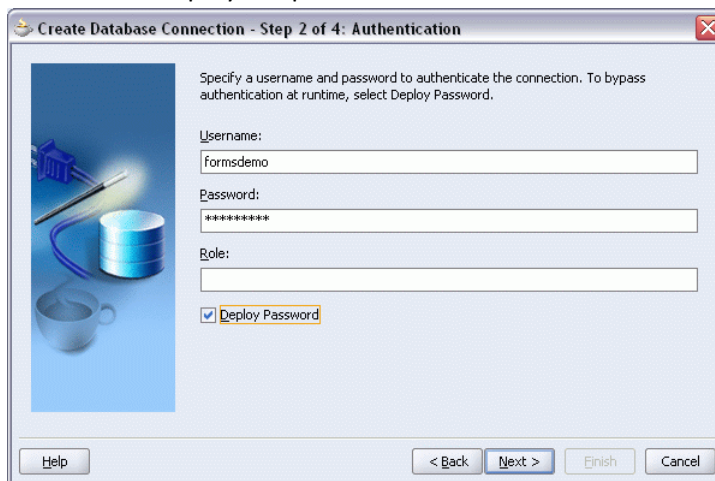 Create Database Connection - Step 2 of 4: Authentication
Specify a username and password to authenticate the connection. To bypass
authentication at runtime, select Deploy Password.
Username:
formsdemo
Password:
*********
Role:
Deploy Password
Help
< Back
Next >
Finish
Cancel